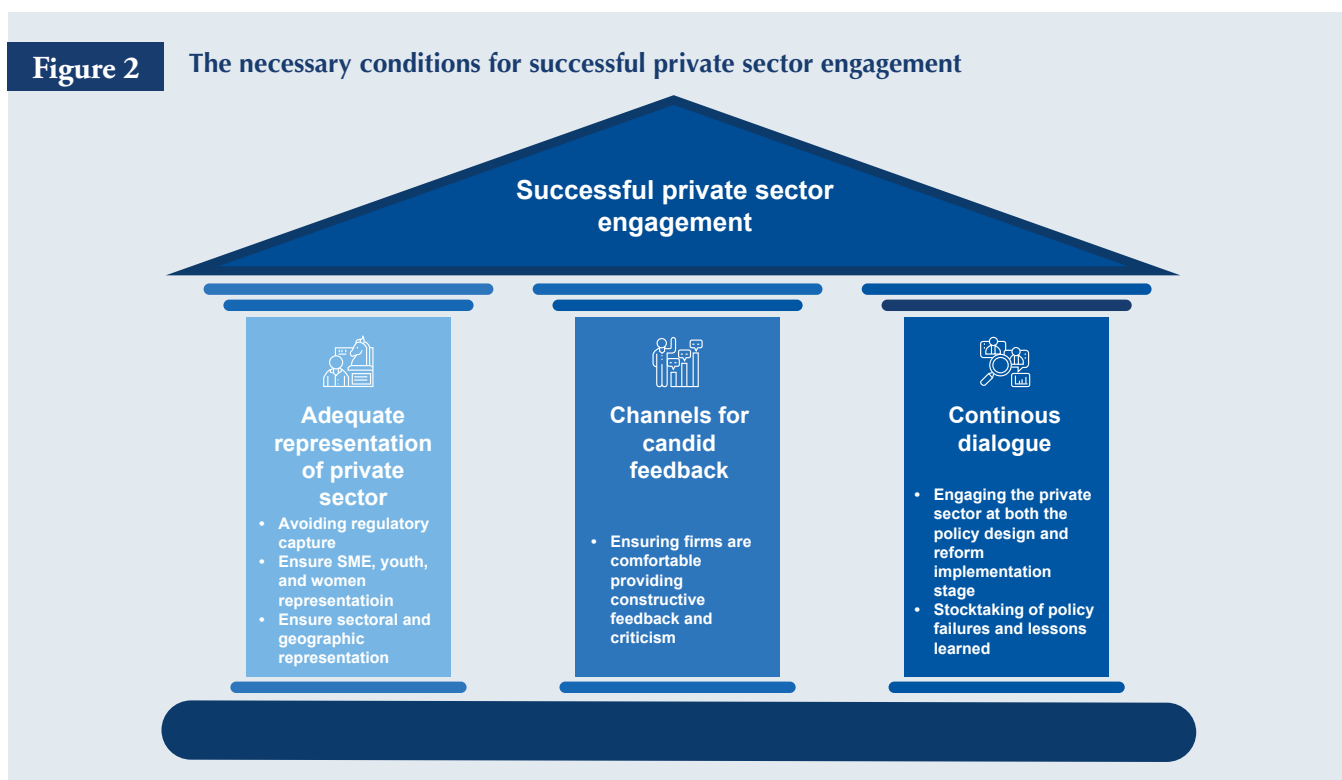 Figure 2
The necessary conditions for successful private sector engagement
Successful private sector
engagement
Adequate
representation
of private
sector
• Avoiding regulatory
capture
• Ensure SME, youth,
and women
representatioin
• Ensure sectoral and
geographic
representation
Channels for
candid
feedback
• Ensuring firms are
comfortable
providing
constructive
feedback and
criticism
Continous
dialogue
• Engaging the private
sector at both the
policy design and
reform
implementation
stage
• Stocktaking of policy
failures and lessons
learned